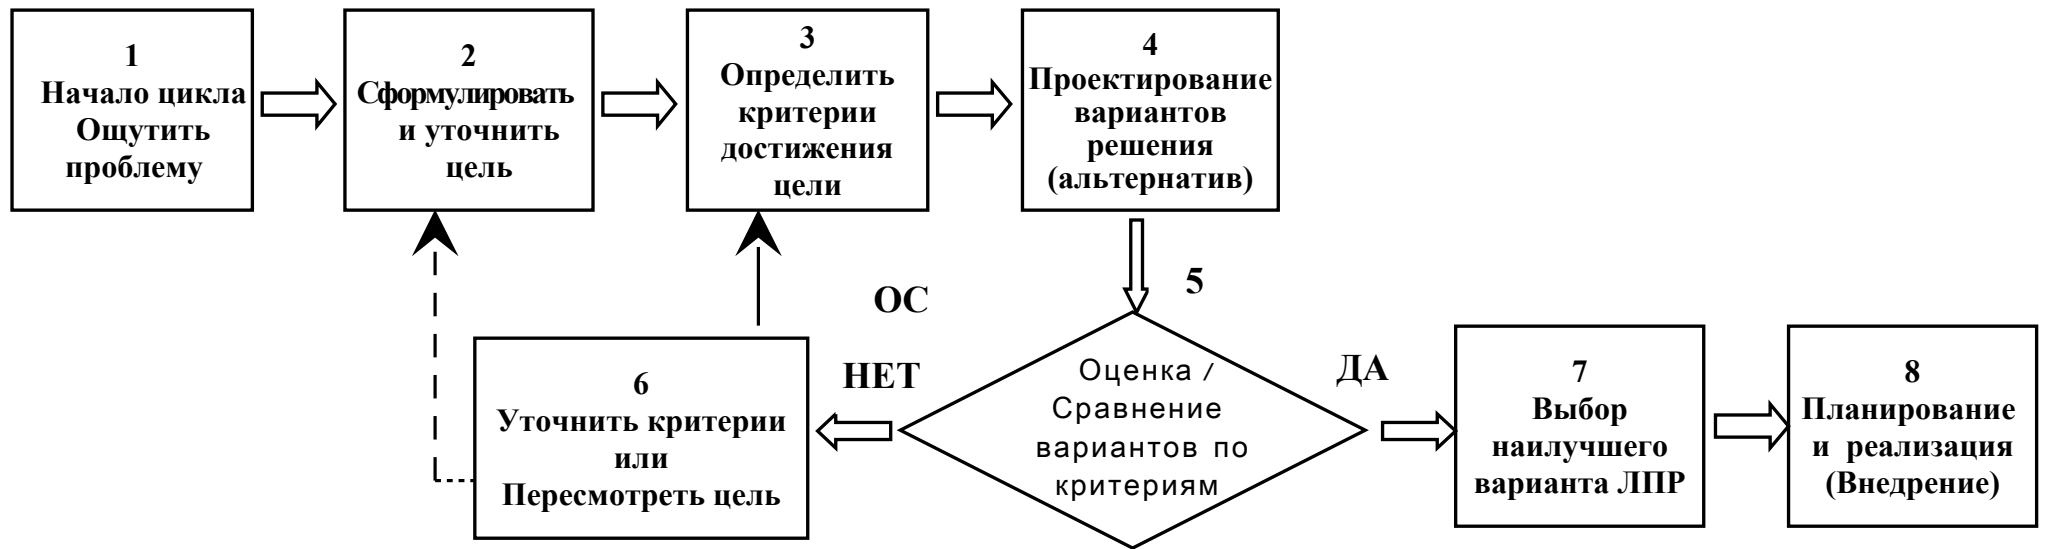 1
Начало цикла
Ощутить
проблему
2
Сформулировать
и уточнить
цель
3
Определить
критерии
достижения
цели
4
Проектирование
вариантов
решения
(альтернатив)
5
ОС
НЕТ
ДА
Оценка /
Сравнение
вариантов по
критериям
6
Уточнить критерии
или
Пересмотреть цель
7
Выбор
наилучшего
варианта ЛПР
8
Планирование
и реализация
(Внедрение)